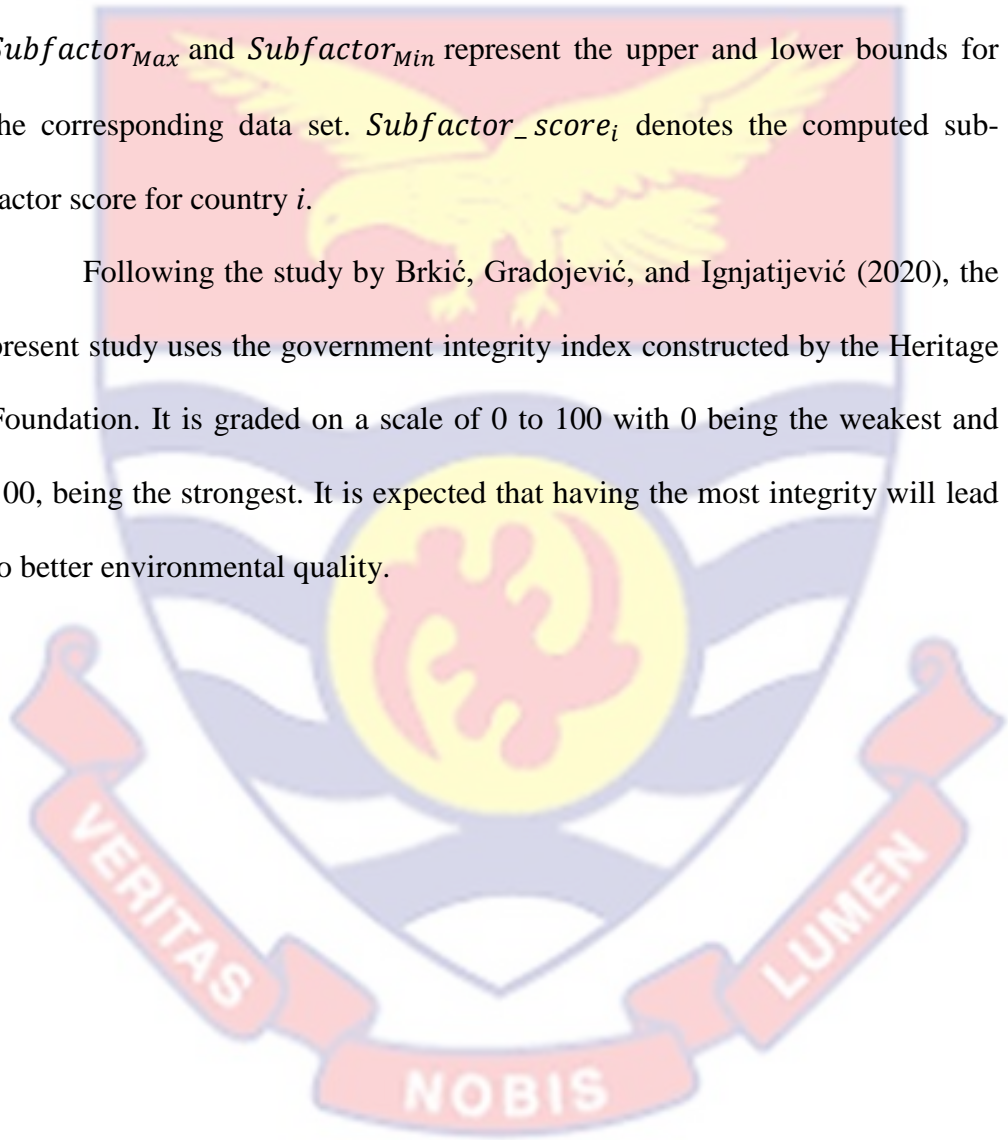 Subfactor_Max and Subfactor_Min represent the upper and lower bounds for
he corresponding data set. Subfactor_score_i denotes the computed sub-
actor score for country i.
Following the study by Brkić, Gradojević, and Ignjatijević (2020), the
present study uses the government integrity index constructed by the Heritage
Foundation. It is graded on a scale of 0 to 100 with 0 being the weakest and
00, being the strongest. It is expected that having the most integrity will lead
o better environmental quality.
VERITAS
NOBIS
LUMEN